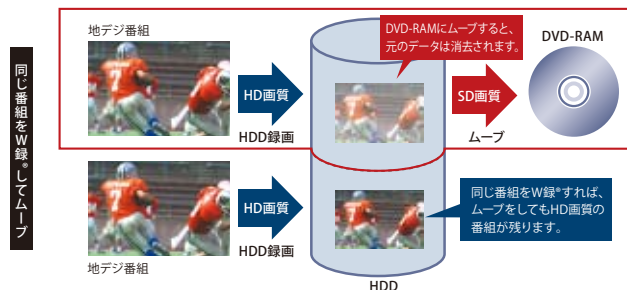 同じ番組をW録®してムーブ
地デジ番組
HD画質
HDD録画
DVD-RAMにムーブすると、
元のデータは消去されます。
SD画質
ムーブ
DVD-RAM
地デジ番組
HD画質
HDD録画
同じ番組をW録®すれば、
ムーブをしてもHD画質の
番組が残ります。
HDD